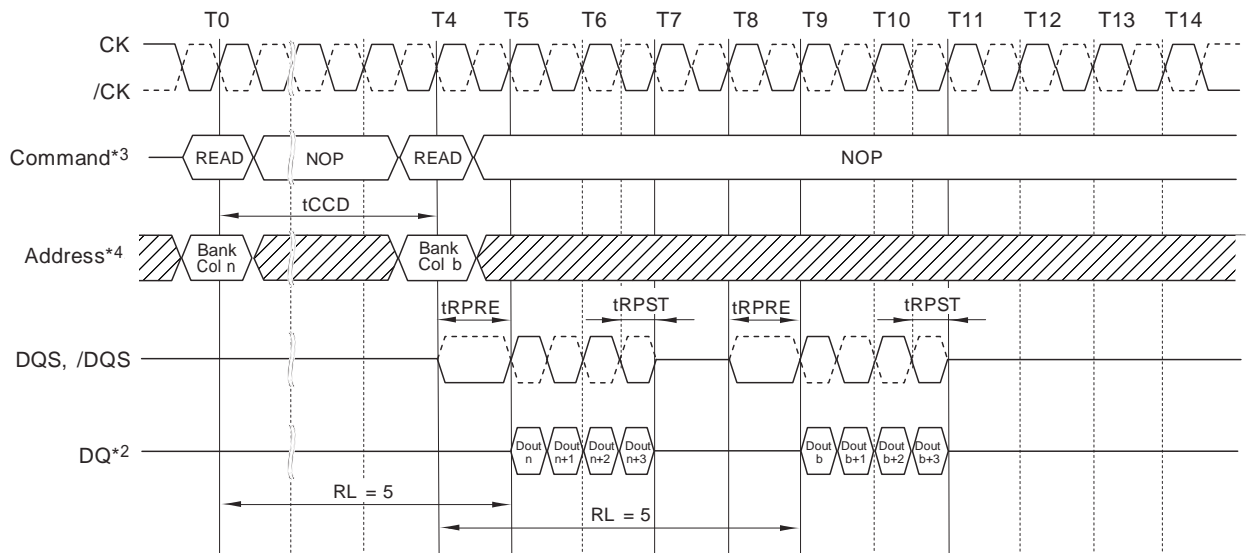 T0 T4 T5 T6 T7 T8 T9 T10 T11 T12 T13 T14
CK
/CK
Command*3 READ NOP READ NOP
tCCD
Address*4 Bank Col n Bank Col b
tRPRE tRPST tRPRE tRPST
DQS, /DQS
DQ*2 Dout n Dout n+1 Dout n+2 Dout n+3 Dout b Dout b+1 Dout b+2 Dout b+3
RL = 5
RL = 5